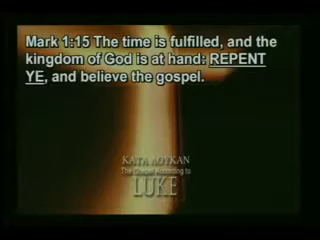 Mark 1:15 The time is fulfilled, and the
kingdom of God is at hand: REPENT
YE, and believe the gospel.
ΚΑΤΑ ΛΟΥΚΑΝ
The Gospel According to
LUKE